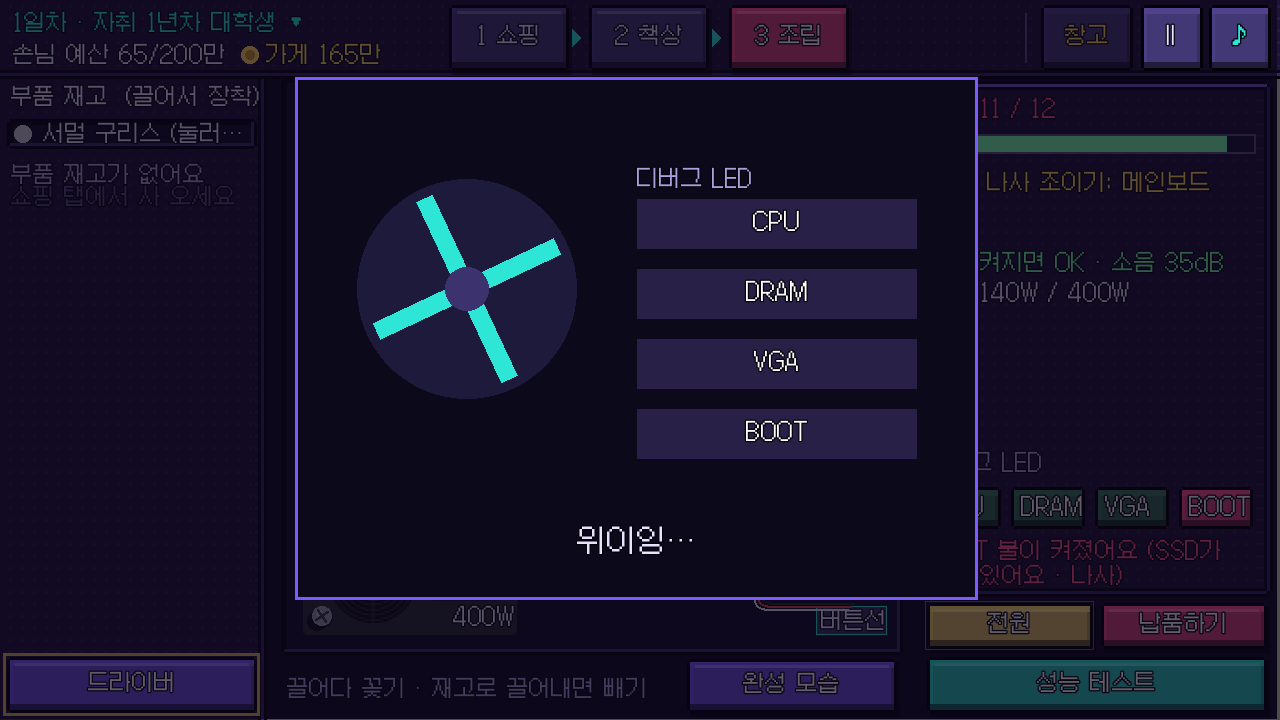 1일차 · 자취 1년차 대학생 ▼
손님 예산 65/200만 가게 165만
1 쇼핑
2 책상
3 조립
창고
Ⅱ
♪
부품 재고 (끌어서 장착)
서멀 구리스 (눌러…
부품 재고가 없어요
쇼핑 탭에서 사 오세요
11 / 12
나사 조이기: 메인보드
켜지면 OK · 소음 35dB
140W / 400W
디버그 LED
CPU
DRAM
VGA
BOOT
위이잉…
LED
DRAM
VGA
BOOT
불이 켜졌어요 (SSD가
있어요 · 나사)
400W
버튼선
전원
납품하기
드라이버
끌어다 꽂기 · 재고로 끌어내면 빼기
완성 모습
성능 테스트